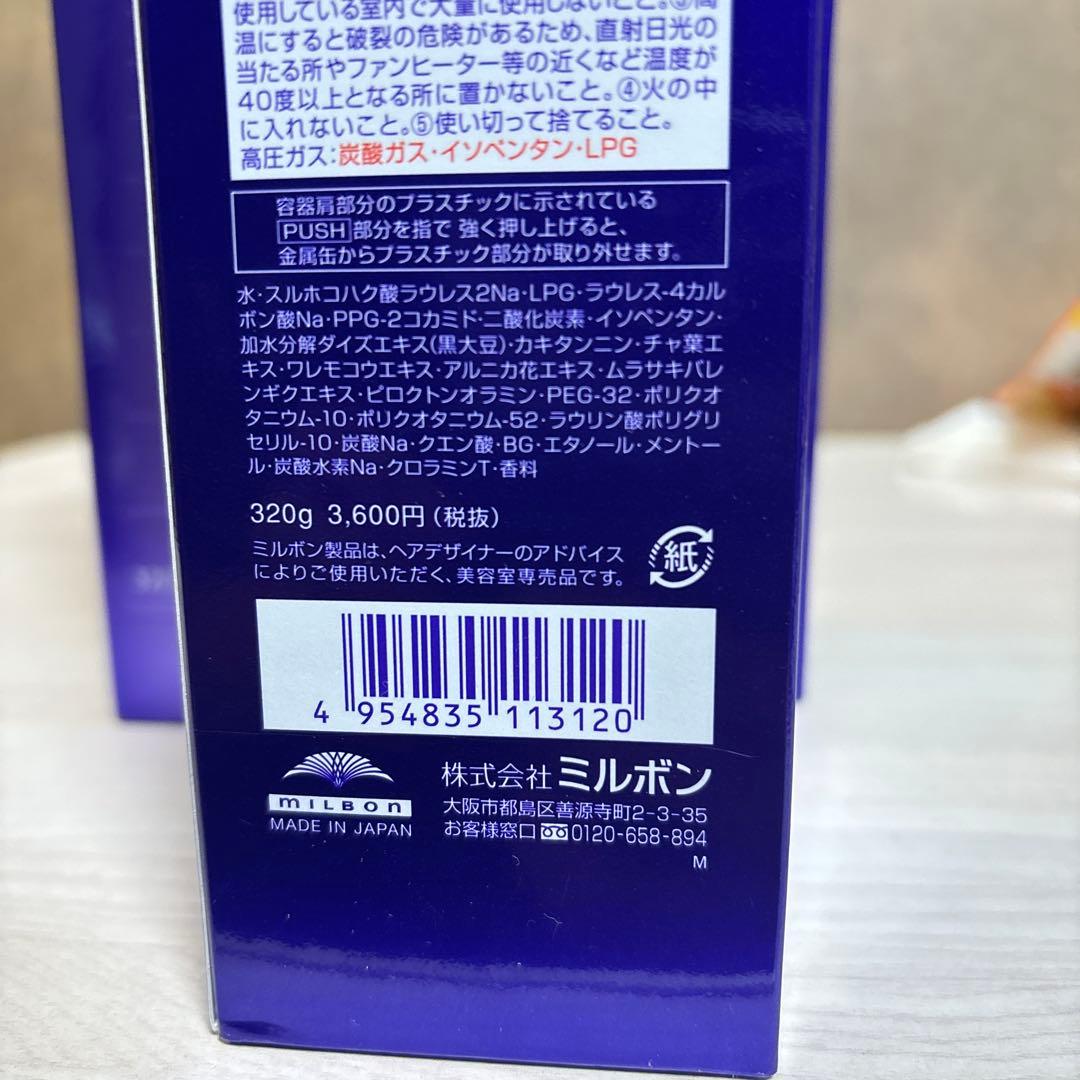 使用している室内で大量に使用しないこと。③高
温にすると破裂の危険があるため、直射日光の
当たる所やファンヒーター等の近くなど温度が
40度以上となる所に置かないこと。④火の中
に入れないこと。⑤使い切って捨てること。
高圧ガス:炭酸ガス・イソペンタン・LPG
容器肩部分のプラスチックに示されている
PUSH部分を指で 強く押し上げると、
金属缶からプラスチック部分が取り外せます。
水・スルホコハク酸ラウレス2Na・LPG・ラウレス-4カル
ボン酸Na・PPG-2コカミド・二酸化炭素・イソペンタン・
加水分解ダイズエキス(黒大豆)・カキタンニン・チャ葉エ
キス・ワレモコウエキス・アルニカ花エキス・ムラサキバレ
ンギクエキス・ピロクトンオラミン・PEG-32・ポリクオ
タニウム-10・ポリクオタニウム-52・ラウリン酸ポリグリ
セリル-10・炭酸Na・クエン酸・BG・エタノール・メントー
ル・炭酸水素Na・クロラミンT・香料
320g 3,600円(税抜)
ミルボン製品は、ヘアデザイナーのアドバイス
によりご使用いただく、美容室専売品です。
紙
4 954835 113120
milbon
MADE IN JAPAN
株式会社 ミルボン
大阪市都島区善源寺町2-3-35
お客様窓口 0120-658-894
M